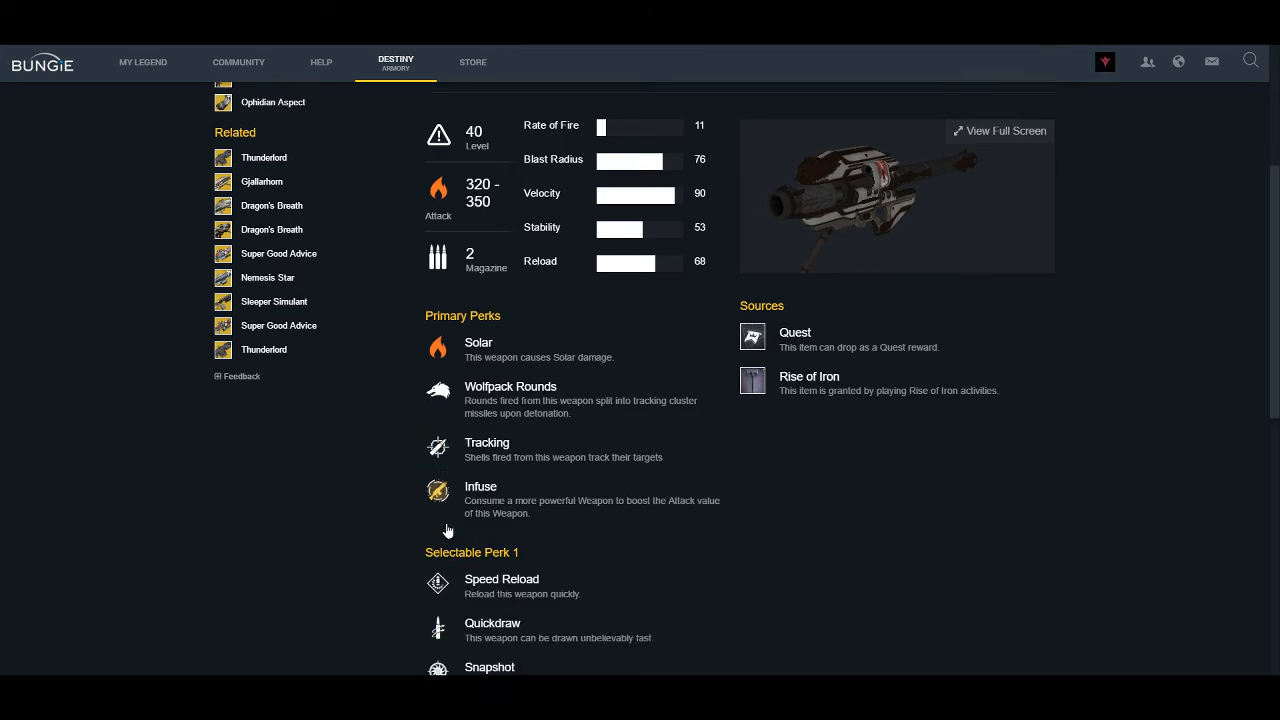 BUNGIE
MY LEGEND
COMMUNITY
HELP
DESTINY
ARMORY
STORE
Ophidian Aspect
Related
Thunderlord
Gjallarhorn
Dragon's Breath
Dragon's Breath
Super Good Advice
Nemesis Star
Sleeper Simulant
Super Good Advice
Thunderlord
Feedback
40
Level
320 -
350
Attack
2
Magazine
Rate of Fire 11
Blast Radius 76
Velocity 90
Stability 53
Reload 68
View Full Screen
Primary Perks
Solar
This weapon causes Solar damage.
Wolfpack Rounds
Rounds fired from this weapon split into tracking cluster
missiles upon detonation.
Tracking
Shells fired from this weapon track their targets
Infuse
Consume a more powerful Weapon to boost the Attack value
of this Weapon.
Selectable Perk 1
Speed Reload
Reload this weapon quickly.
Quickdraw
This weapon can be drawn unbelievably fast.
Snapshot
Sources
Quest
This item can drop as a Quest reward.
Rise of Iron
This item is granted by playing Rise of Iron activities.